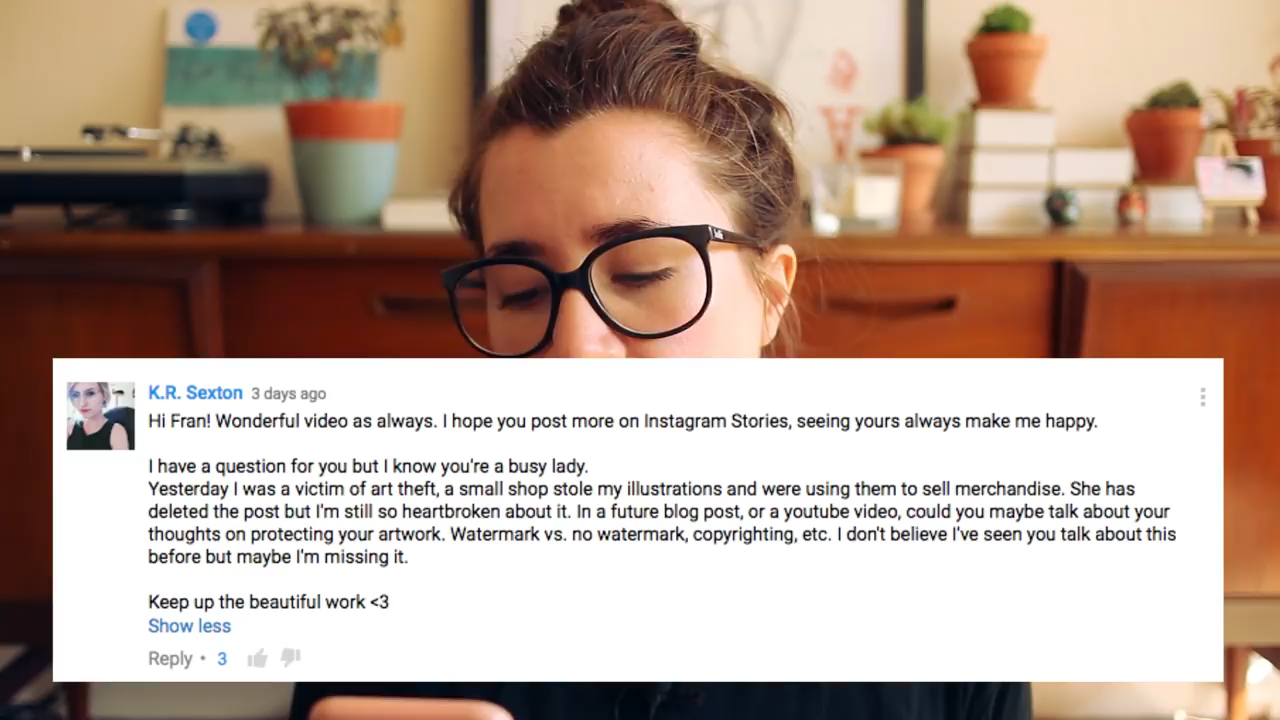 K.R. Sexton 3 days ago
Hi Fran! Wonderful video as always. I hope you post more on Instagram Stories, seeing yours always make me happy.
I have a question for you but I know you're a busy lady.
Yesterday I was a victim of art theft, a small shop stole my illustrations and were using them to sell merchandise. She has
deleted the post but I'm still so heartbroken about it. In a future blog post, or a youtube video, could you maybe talk about your
thoughts on protecting your artwork. Watermark vs. no watermark, copyrighting, etc. I don't believe I've seen you talk about this
before but maybe I'm missing it.
Keep up the beautiful work <3
Show less
Reply • 3